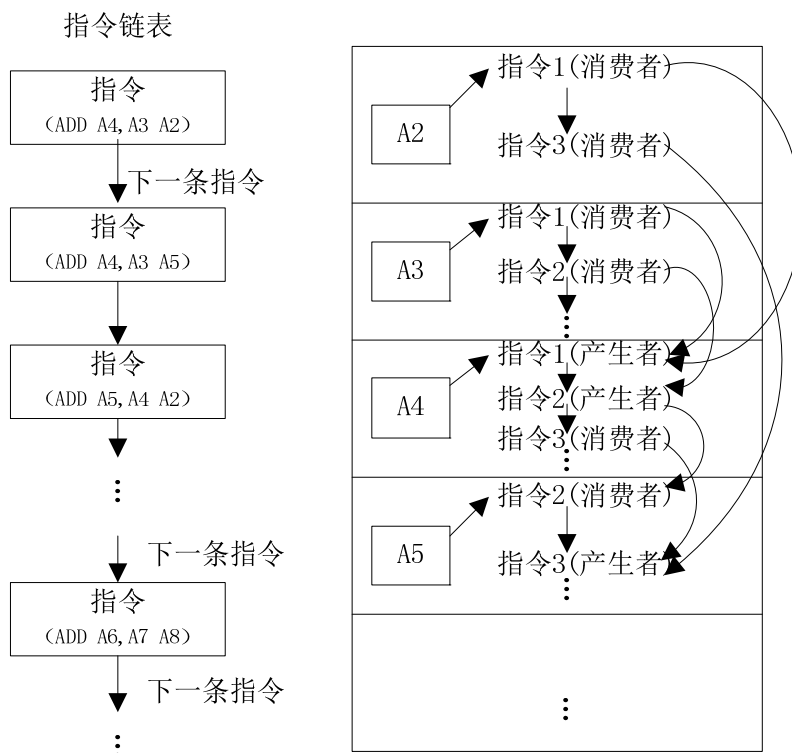 指令链表
指令
(ADD A4,A3 A2)
下一条指令
指令
(ADD A4,A3 A5)
指令
(ADD A5,A4 A2)
⋮
下一条指令
指令
(ADD A6,A7 A8)
下一条指令
⋮
A2
指令1(消费者)
指令3(消费者)
A3
指令1(消费者)
指令2(消费者)
⋮
A4
指令1(产生者)
指令2(产生者)
指令3(消费者)
⋮
A5
指令2(消费者)
指令3(产生者)
⋮
⋮